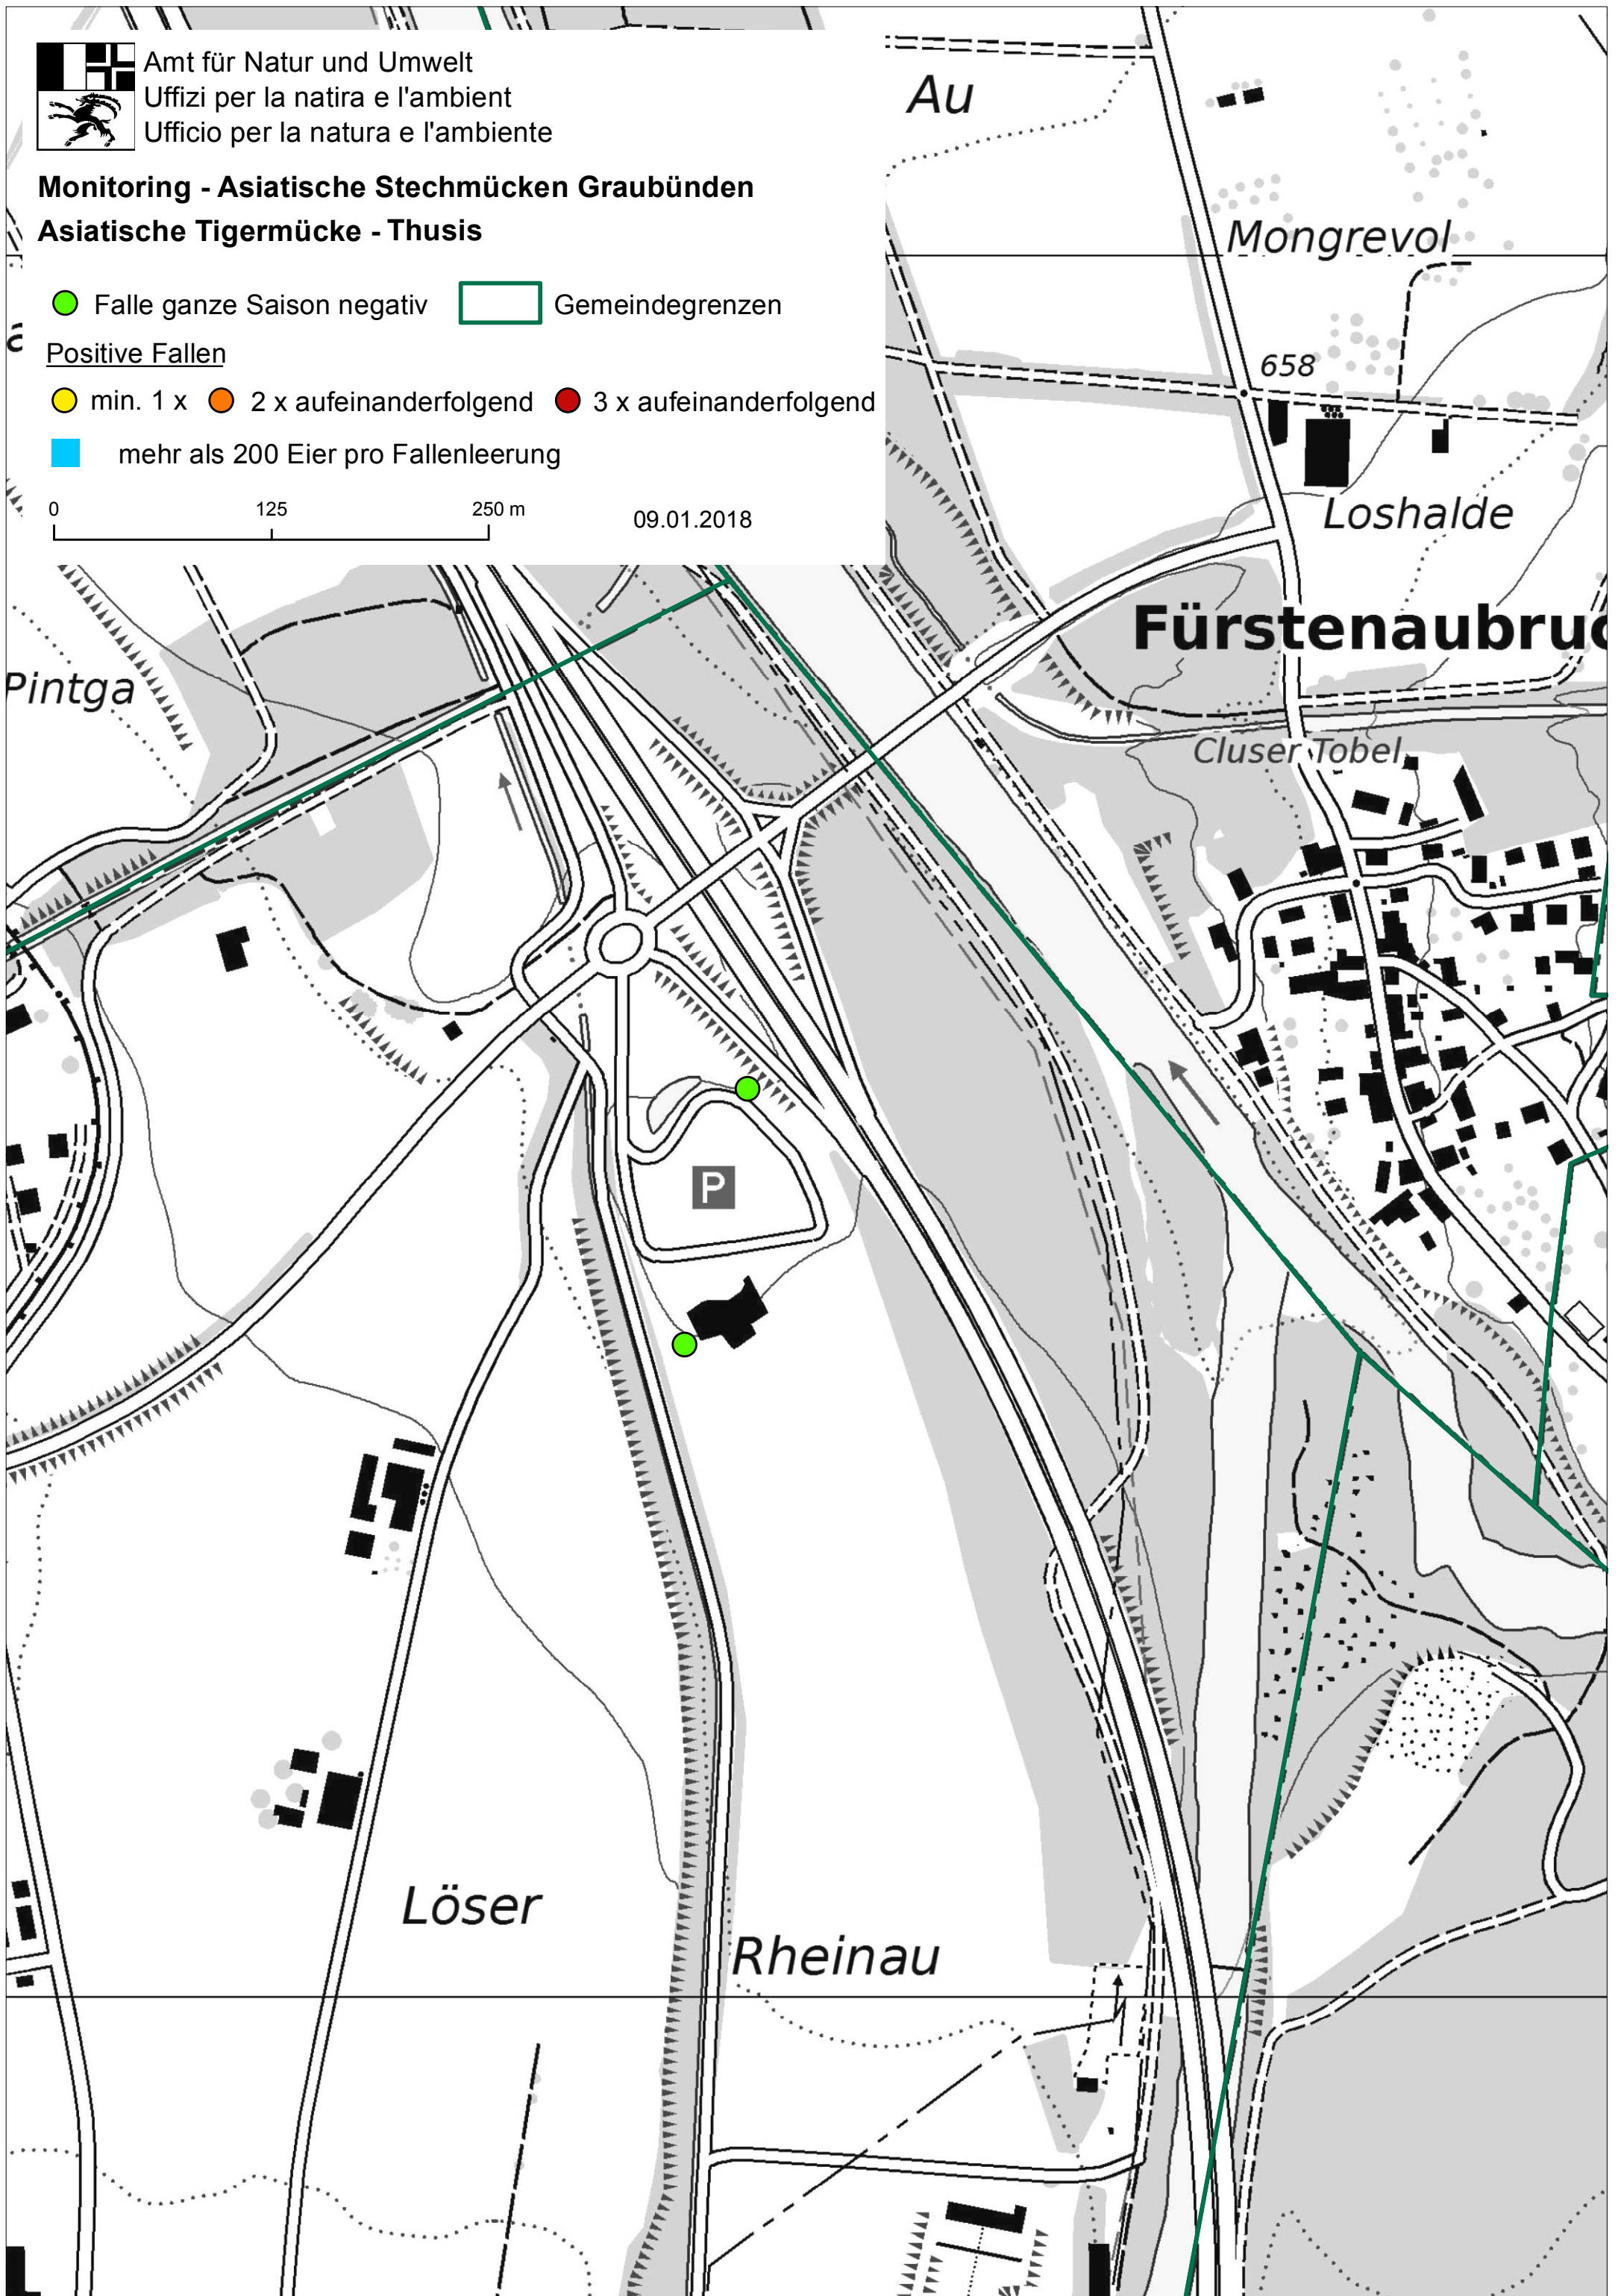 Amt für Natur und Umwelt
Uffizi per la natira e l'ambient
Ufficio per la natura e l'ambiente
Monitoring - Asiatische Stechmücken Graubünden
Asiatische Tigermücke - Thusis
Falle ganze Saison negativ
Gemeindegrenzen
Positive Fallen
min. 1 x
2 x aufeinanderfolgend
3 x aufeinanderfolgend
mehr als 200 Eier pro Fallenleerung
0 125 250 m
09.01.2018
Au
Mongrevol
658
Loshalde
Fürstenaubruc
Pintga
Cluser Tobel
P
Löser
Rheinau